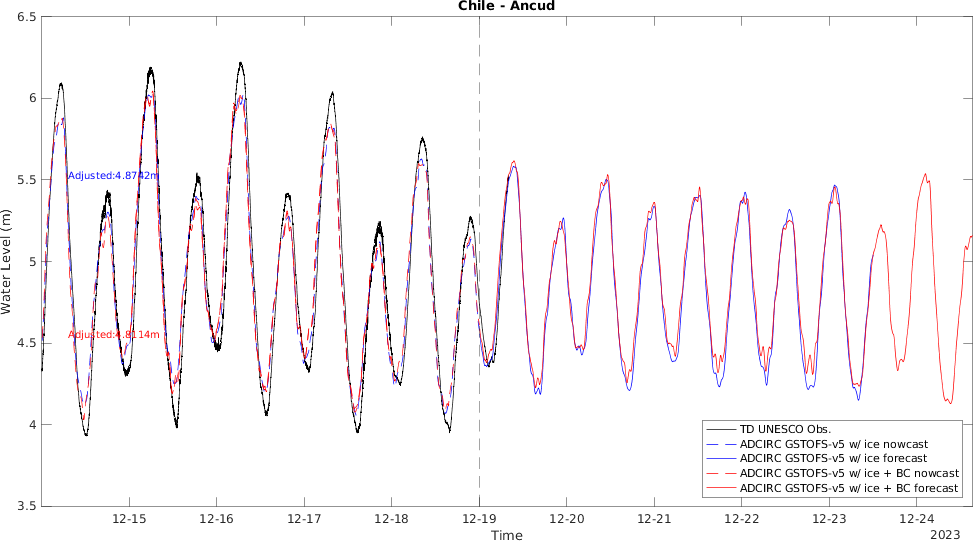 Chile - Ancud
6.5
6
5.5
5
4.5
4
3.5
Water Level (m)
Adjusted:4.8742m
Adjusted:4.8114m
TD UNESCO Obs.
ADCIRC GSTOFS-v5 w/ ice nowcast
ADCIRC GSTOFS-v5 w/ ice forecast
ADCIRC GSTOFS-v5 w/ ice + BC nowcast
ADCIRC GSTOFS-v5 w/ ice + BC forecast
12-15 12-16 12-17 12-18 12-19 12-20 12-21 12-22 12-23 12-24
Time
2023